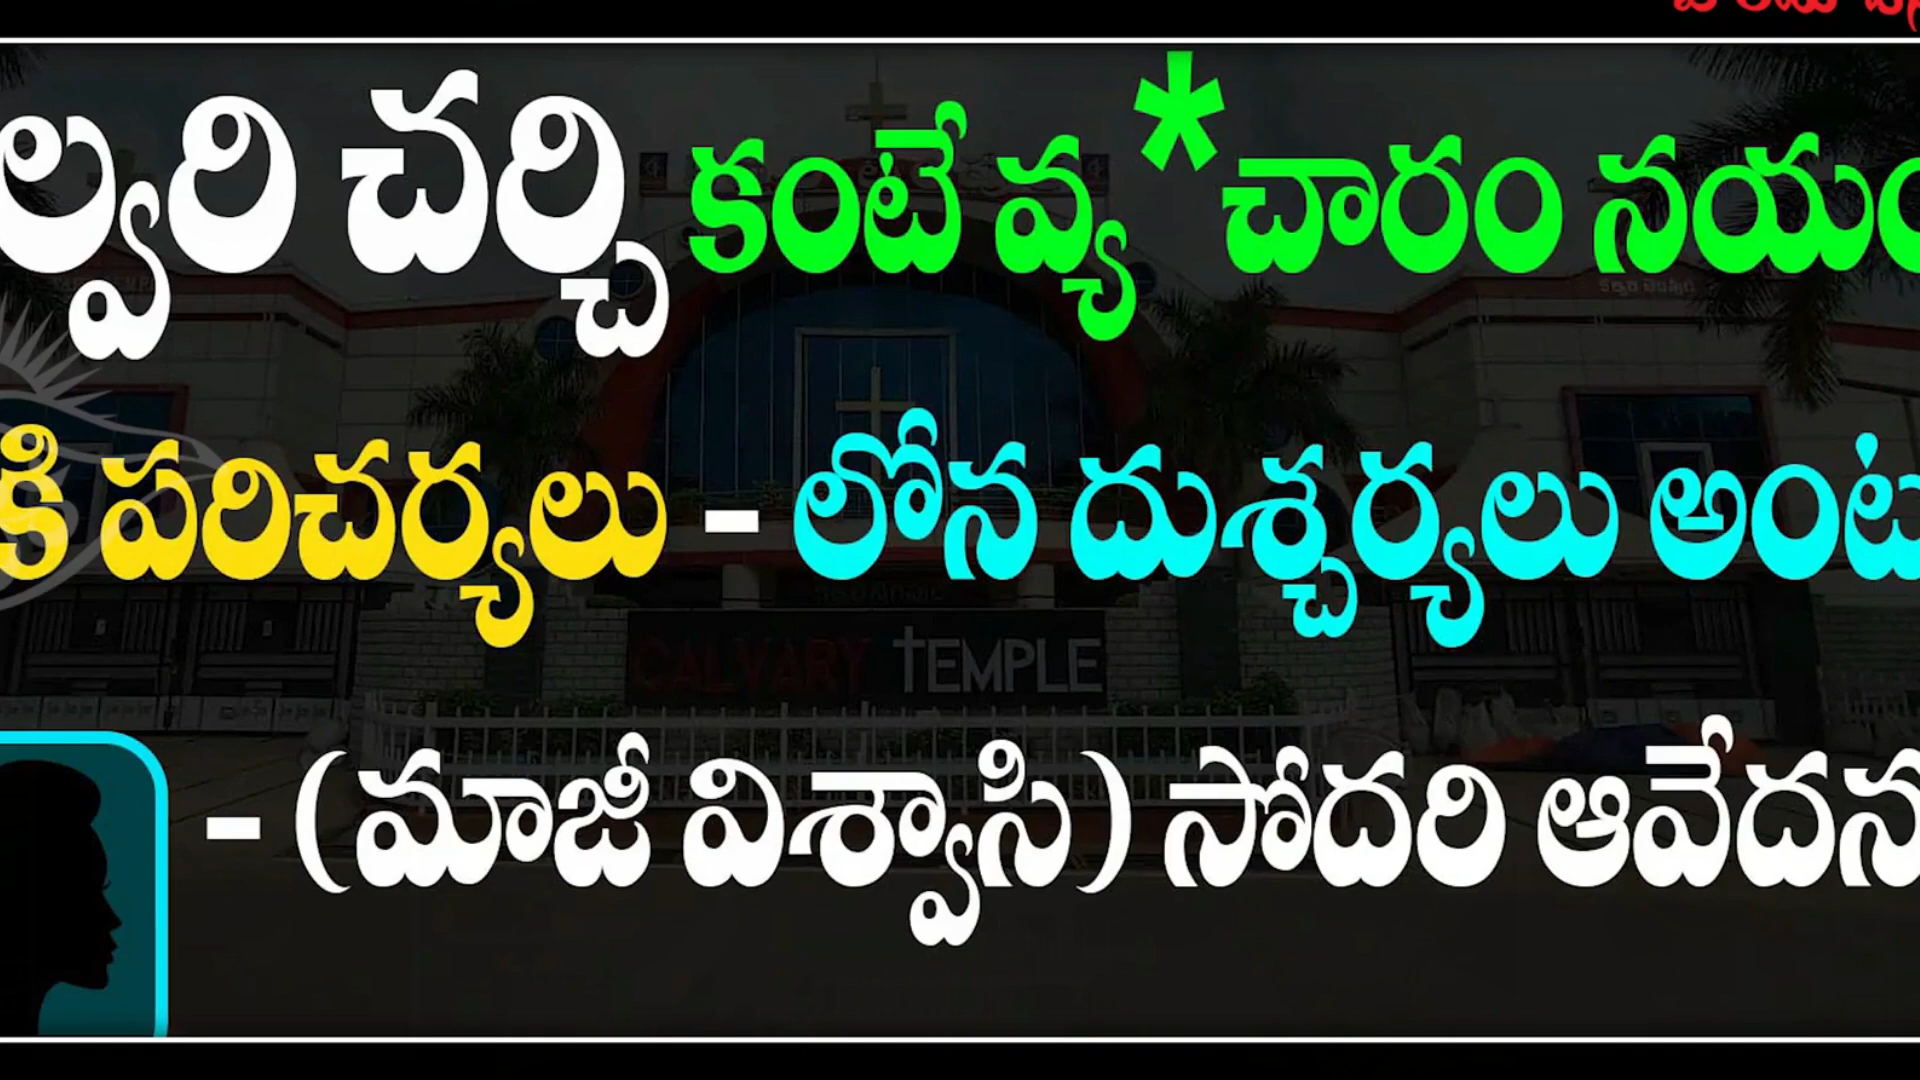 ల్వరి చర్చి కంటే వ్య*చారం నయం
కి పరిచర్యలు - లోన దుశ్చర్యలు అంటు
CALVARY TEMPLE
- (మాజీ విశ్వాసి) సోదరి ఆవేదన